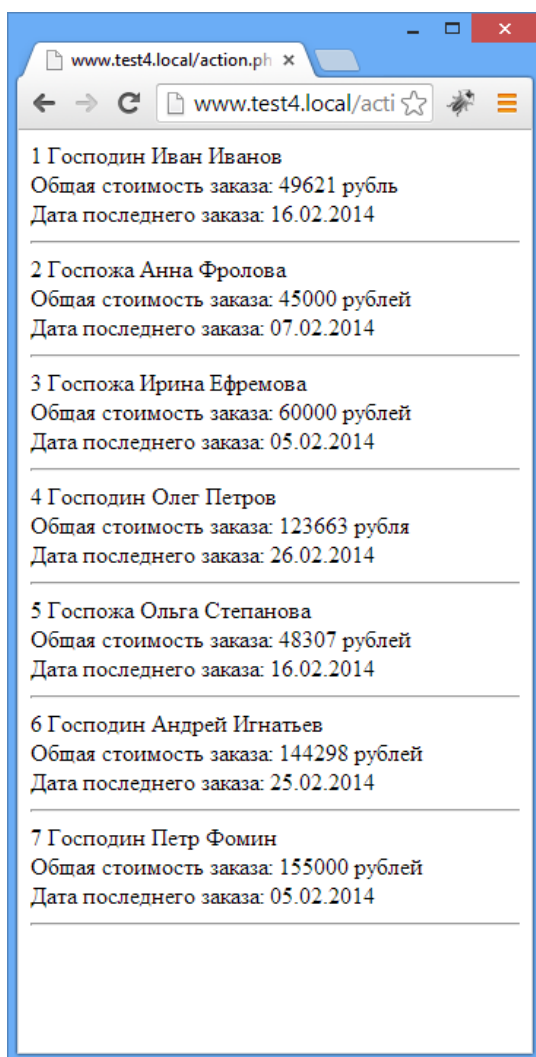 www.test4.local/action.ph
www.test4.local/acti
1 Господин Иван Иванов
Общая стоимость заказа: 49621 рубль
Дата последнего заказа: 16.02.2014
2 Госпожа Анна Фролова
Общая стоимость заказа: 45000 рублей
Дата последнего заказа: 07.02.2014
3 Госпожа Ирина Ефремова
Общая стоимость заказа: 60000 рублей
Дата последнего заказа: 05.02.2014
4 Господин Олег Петров
Общая стоимость заказа: 123663 рубля
Дата последнего заказа: 26.02.2014
5 Госпожа Ольга Степанова
Общая стоимость заказа: 48307 рублей
Дата последнего заказа: 16.02.2014
6 Господин Андрей Игнатьев
Общая стоимость заказа: 144298 рублей
Дата последнего заказа: 25.02.2014
7 Господин Петр Фомин
Общая стоимость заказа: 155000 рублей
Дата последнего заказа: 05.02.2014